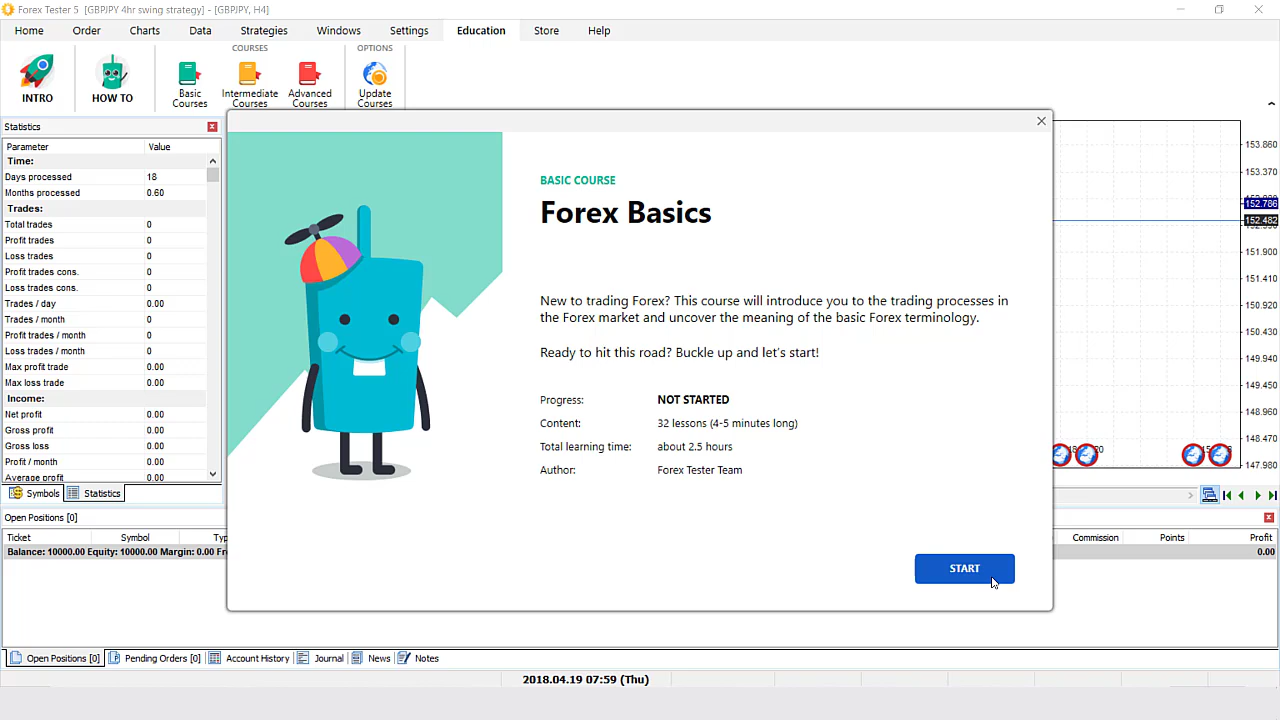 Forex Tester 5 [GBPJPY 4hr swing strategy] - [GBPJPY, H4]
Home Order Charts Data Strategies Windows Settings Education Store Help
COURSES OPTIONS
INTRO HOW TO Basic Courses Intermediate Courses Advanced Courses Update Courses
Statistics
Parameter Value
Time:
Days processed 18
Months processed 0.60
Trades:
Total trades 0
Profit trades 0
Loss trades 0
Profit trades cons. 0
Loss trades cons. 0
Trades / day 0.00
Trades / month 0.00
Profit trades / month 0.00
Loss trades / month 0.00
Max profit trade 0.00
Max loss trade 0.00
Income:
Net profit 0.00
Gross profit 0.00
Gross loss 0.00
Profit / month 0.00
Average profit 0.00
Symbols Statistics
BASIC COURSE
Forex Basics
New to trading Forex? This course will introduce you to the trading processes in
the Forex market and uncover the meaning of the basic Forex terminology.
Ready to hit this road? Buckle up and let's start!
Progress: NOT STARTED
Content: 32 lessons (4-5 minutes long)
Total learning time: about 2.5 hours
Author: Forex Tester Team
START
153.860
153.370
152.786
152.482
151.900
151.410
150.920
150.430
149.940
149.450
148.960
148.470
147.980
Open Positions [0]
Ticket Symbol Commission Points Profit
Balance: 10000.00 Equity: 10000.00 Margin: 0.00 0.00
Open Positions [0] Pending Orders [0] Account History Journal News Notes
2018.04.19 07:59 (Thu)